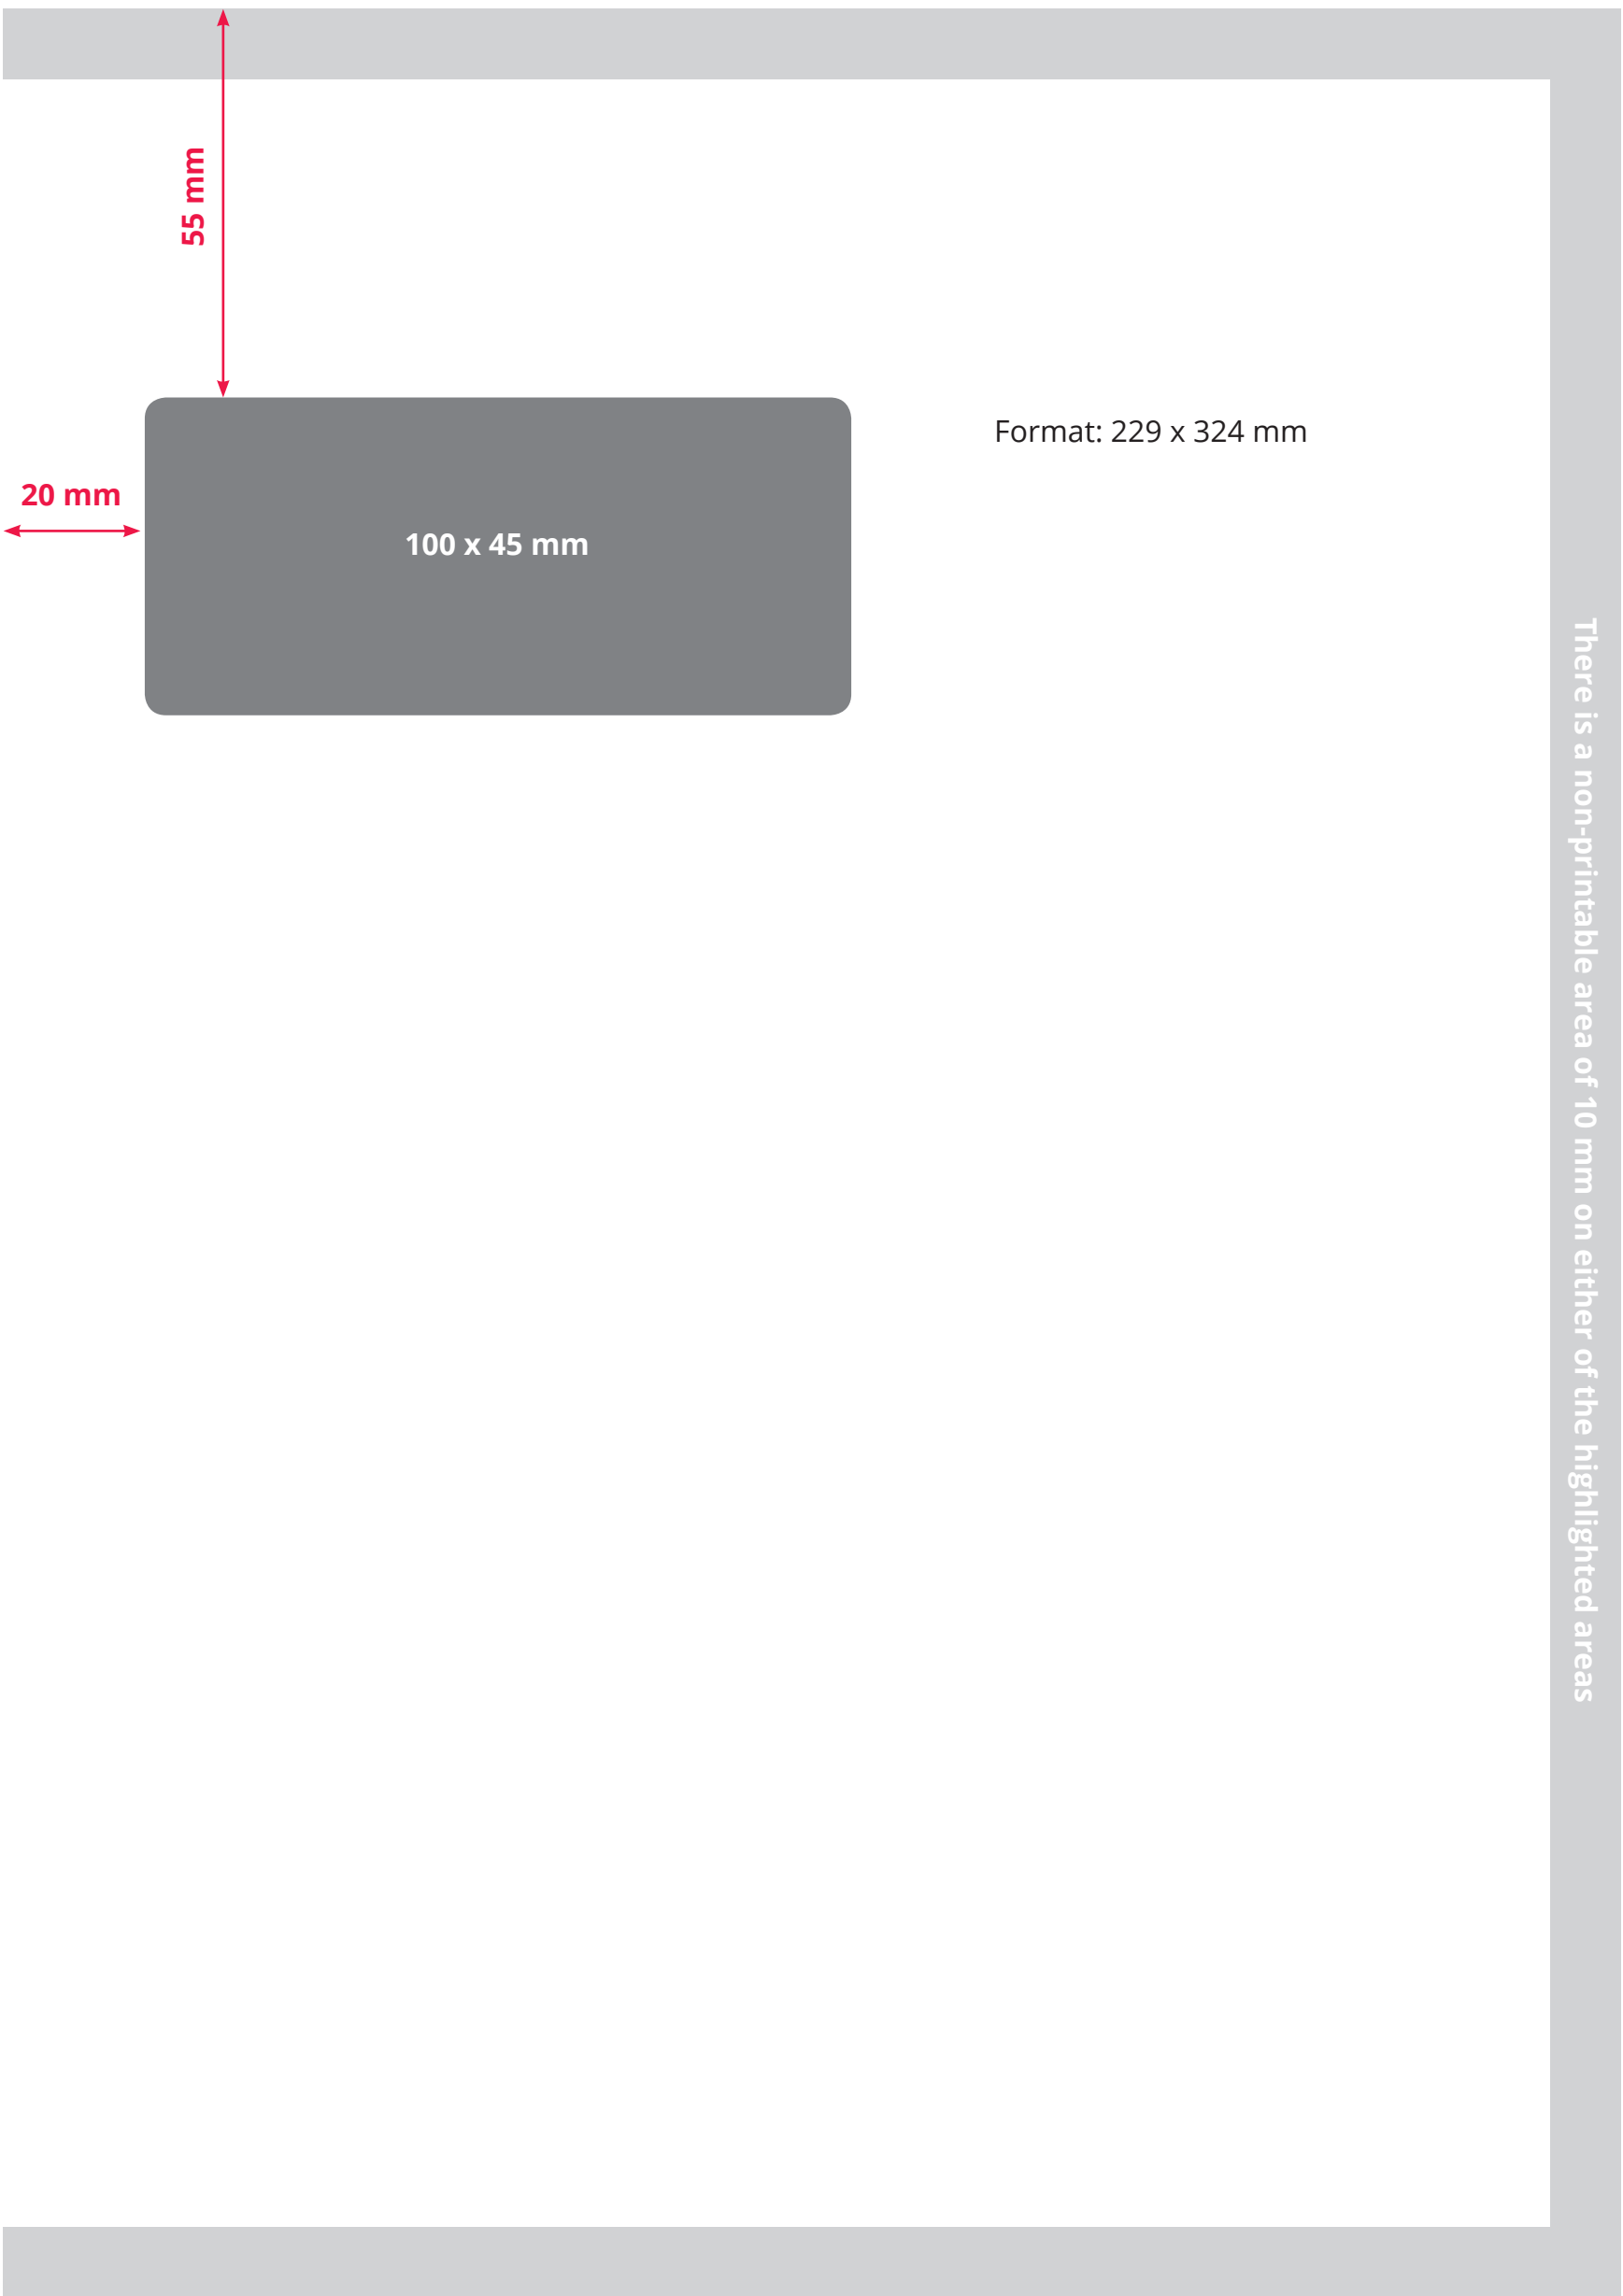 55 mm
Format: 229 x 324 mm
20 mm
100 x 45 mm
There is a non-printable area of 10 mm on either of the highlighted areas